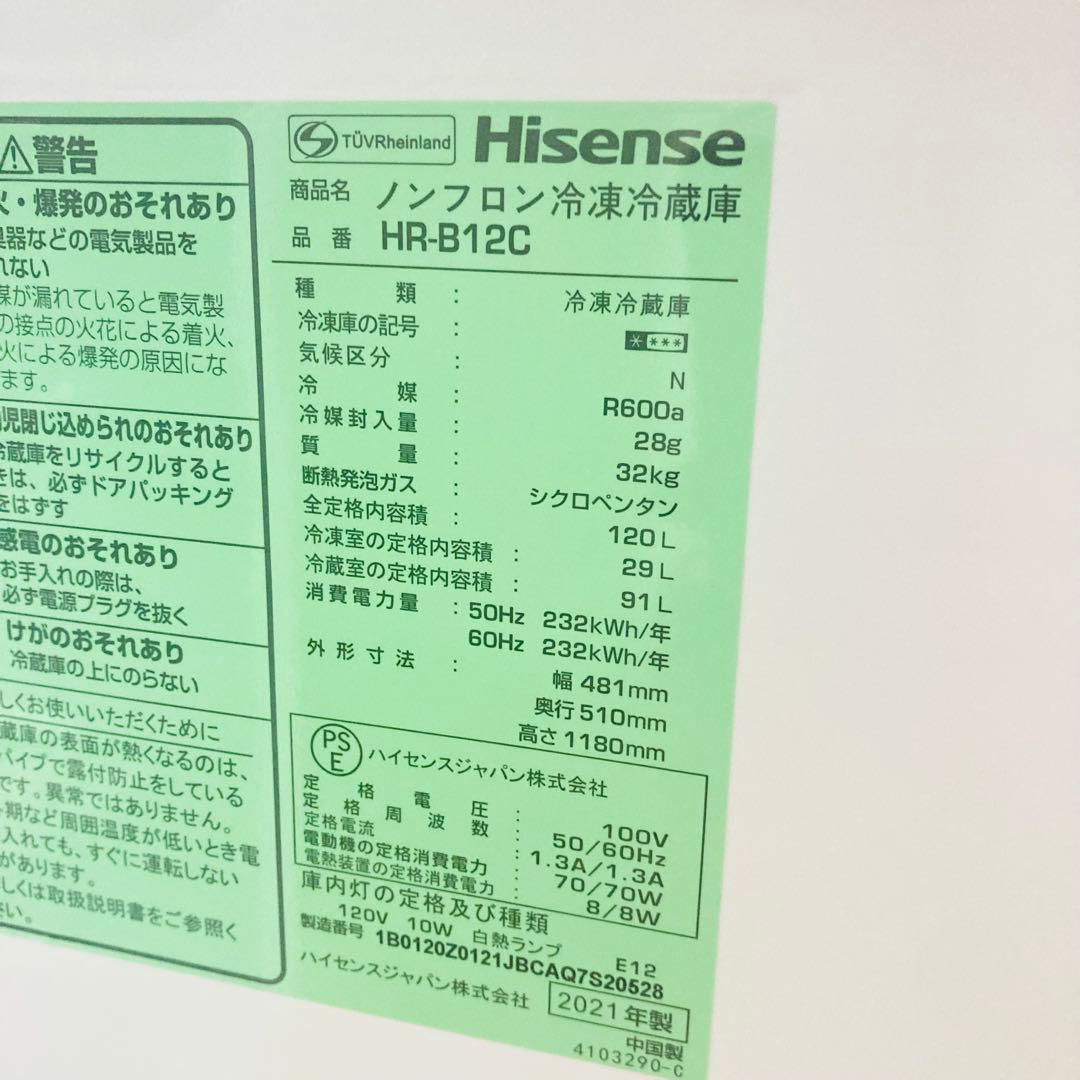 警告
火・爆発のおそれあり
臭器などの電気製品を
れない
媒が漏れていると電気製
の接点の火花による着火、
火による爆発の原因にな
ます。
児閉じ込められのおそれあり
冷蔵庫をリサイクルすると
きは、必ずドアパッキング
をはずす
感電のおそれあり
お手入れの際は、
必ず電源プラグを抜く
けがのおそれあり
冷蔵庫の上にのらない
しくお使いいただくために
蔵庫の表面が熱くなるのは、
パイプで露付防止をしている
です。異常ではありません。
期など周囲温度が低いとき電
入れても、すぐに運転しない
があります。
しくは取扱説明書をご参照く
さい。
TÜVRheinland Hisense
商品名 ノンフロン冷凍冷蔵庫
品番 HR-B12C
種類 : 冷凍冷蔵庫
冷凍庫の記号 : * ***
気候区分 : N
冷媒 : R600a
冷媒封入量 : 28g
質量 : 32kg
断熱発泡ガス : シクロペンタン
全定格内容積 : 120L
冷凍室の定格内容積 : 29L
冷蔵室の定格内容積 : 91L
消費電力量 : 50Hz 232kWh/年
60Hz 232kWh/年
外形寸法 : 幅 481mm
奥行 510mm
高さ 1180mm
PSE ハイセンスジャパン株式会社
定格電圧 : 100V
定格周波数 : 50/60Hz
定格電流 : 1.3A/1.3A
電動機の定格消費電力 : 70/70W
電熱装置の定格消費電力 : 8/8W
庫内灯の定格及び種類
120V 10W 白熱ランプ E12
製造番号 1B0120Z0121JBCAQ7S20528
ハイセンスジャパン株式会社 2021年製
中国製
4103290-C